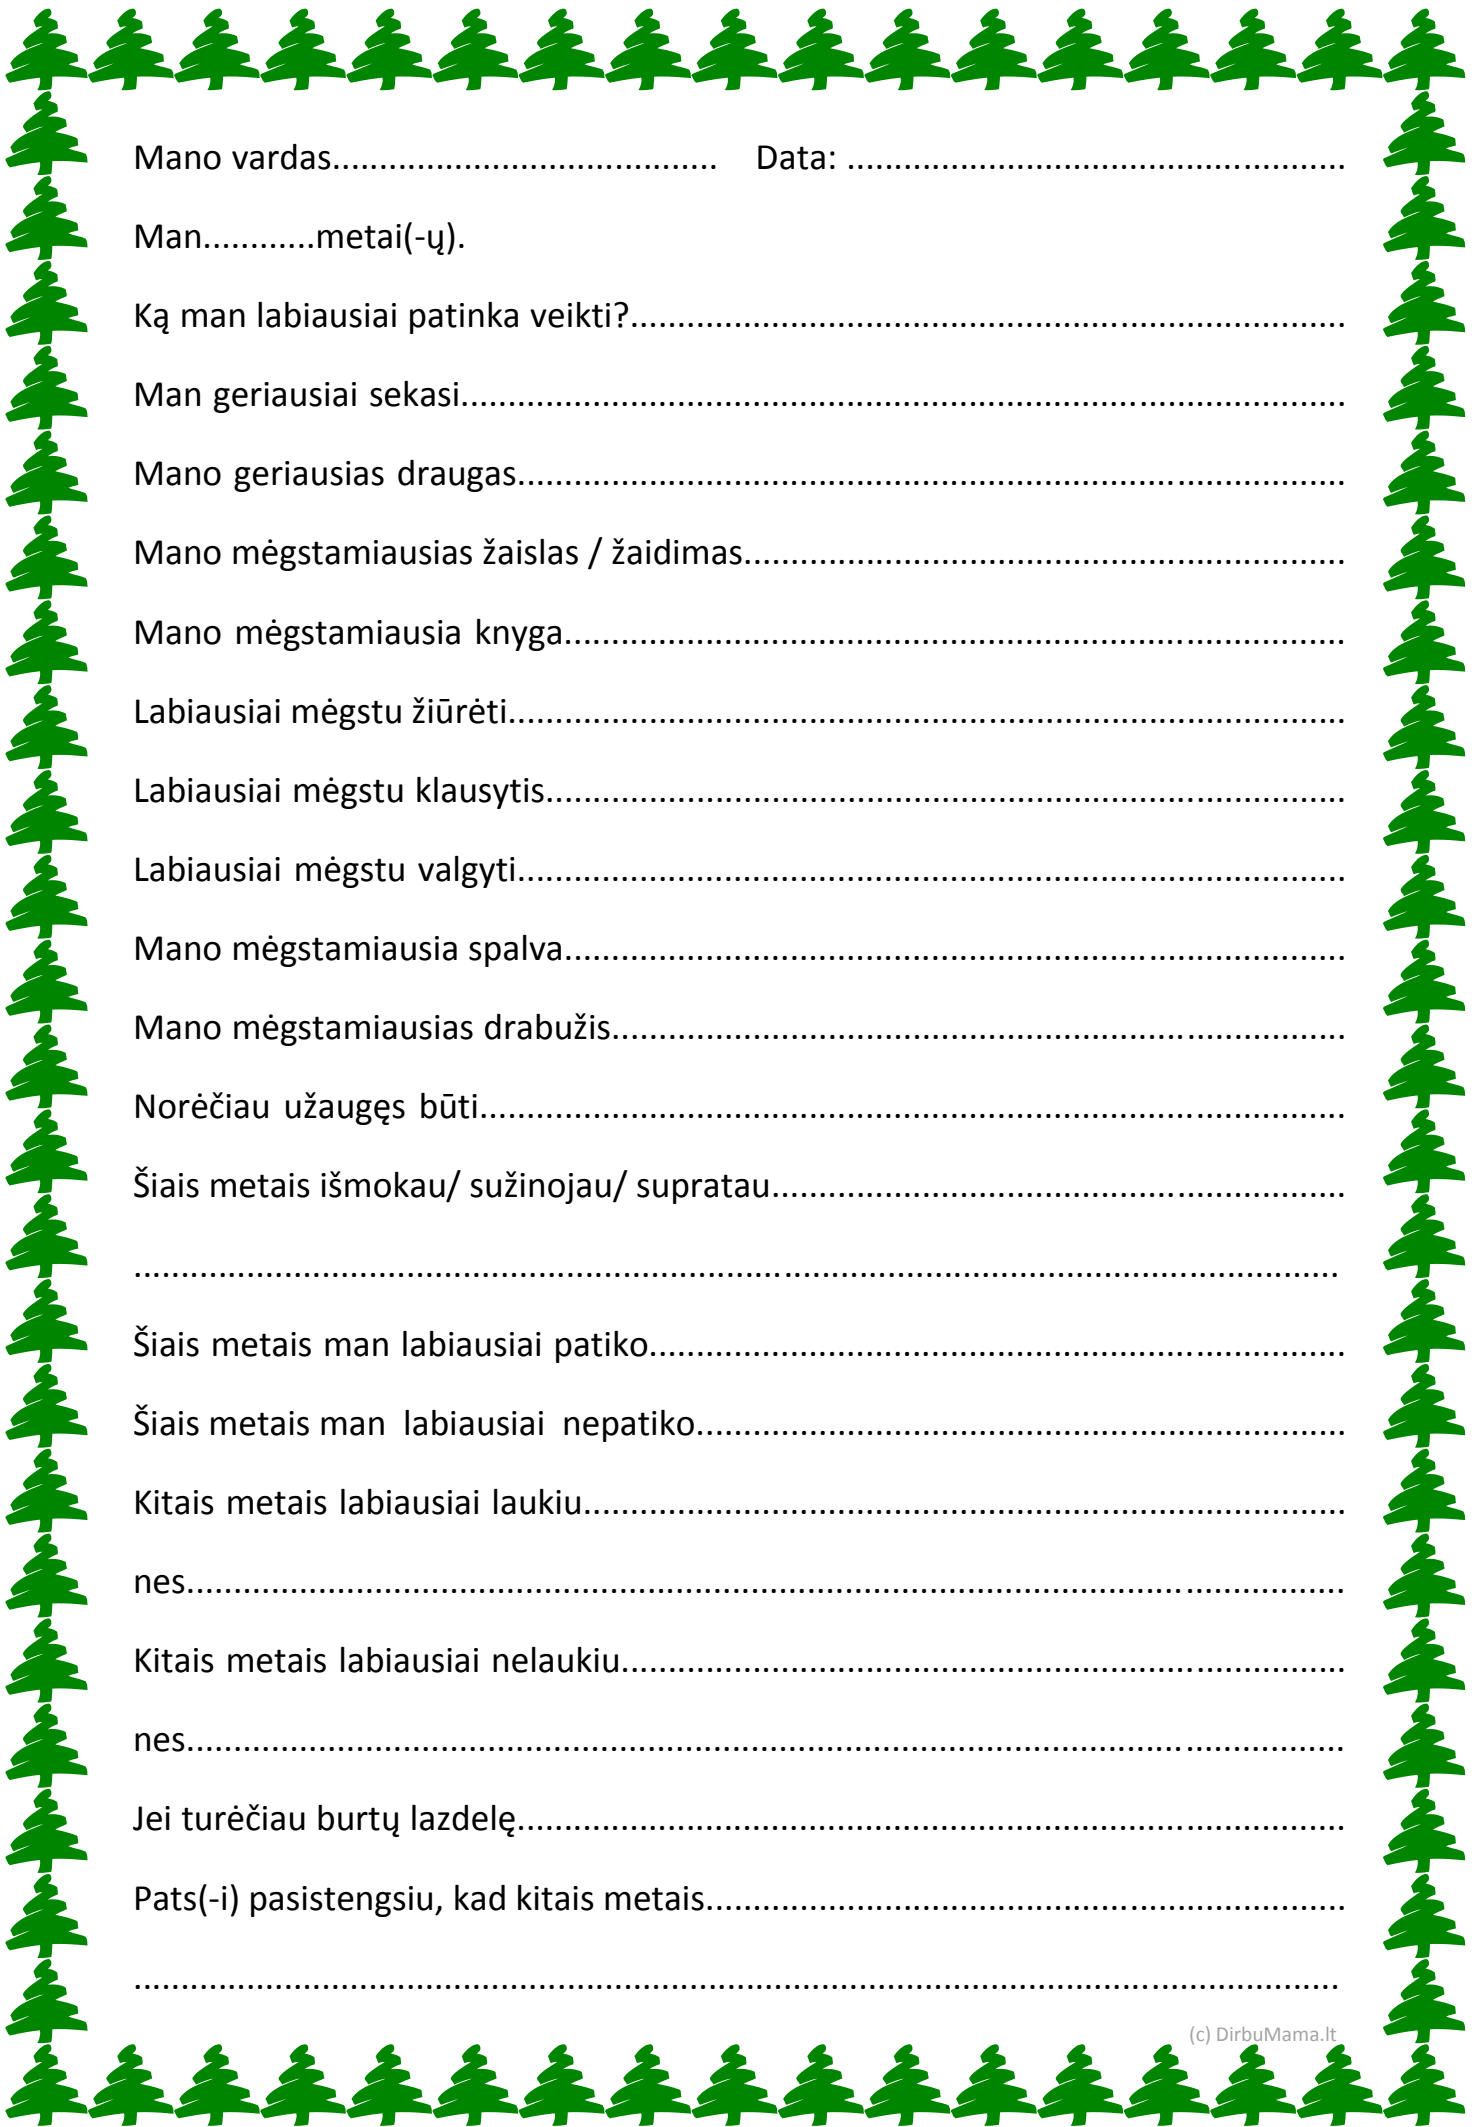 Mano vardas......................................... Data: .....................................................
Man............metai(-ų).
Ką man labiausiai patinka veikti?............................................................................
Man geriausiai sekasi..............................................................................................
Mano geriausias draugas........................................................................................
Mano mėgstamiausias žaislas / žaidimas................................................................
Mano mėgstamiausia knyga...................................................................................
Labiausiai mėgstu žiūrėti.........................................................................................
Labiausiai mėgstu klausytis.....................................................................................
Labiausiai mėgstu valgyti........................................................................................
Mano mėgstamiausia spalva...................................................................................
Mano mėgstamiausias drabužis..............................................................................
Norėčiau užaugęs būti............................................................................................
Šiais metais išmokau/ sužinojau/ supratau.............................................................
................................................................................................................................
Šiais metais man labiausiai patiko..........................................................................
Šiais metais man labiausiai nepatiko.....................................................................
Kitais metais labiausiai laukiu.................................................................................
nes...........................................................................................................................
Kitais metais labiausiai nelaukiu.............................................................................
nes...........................................................................................................................
Jei turėčiau burtų lazdelę........................................................................................
Pats(-i) pasistengsiu, kad kitais metais....................................................................
................................................................................................................................
(c) DirbuMama.lt